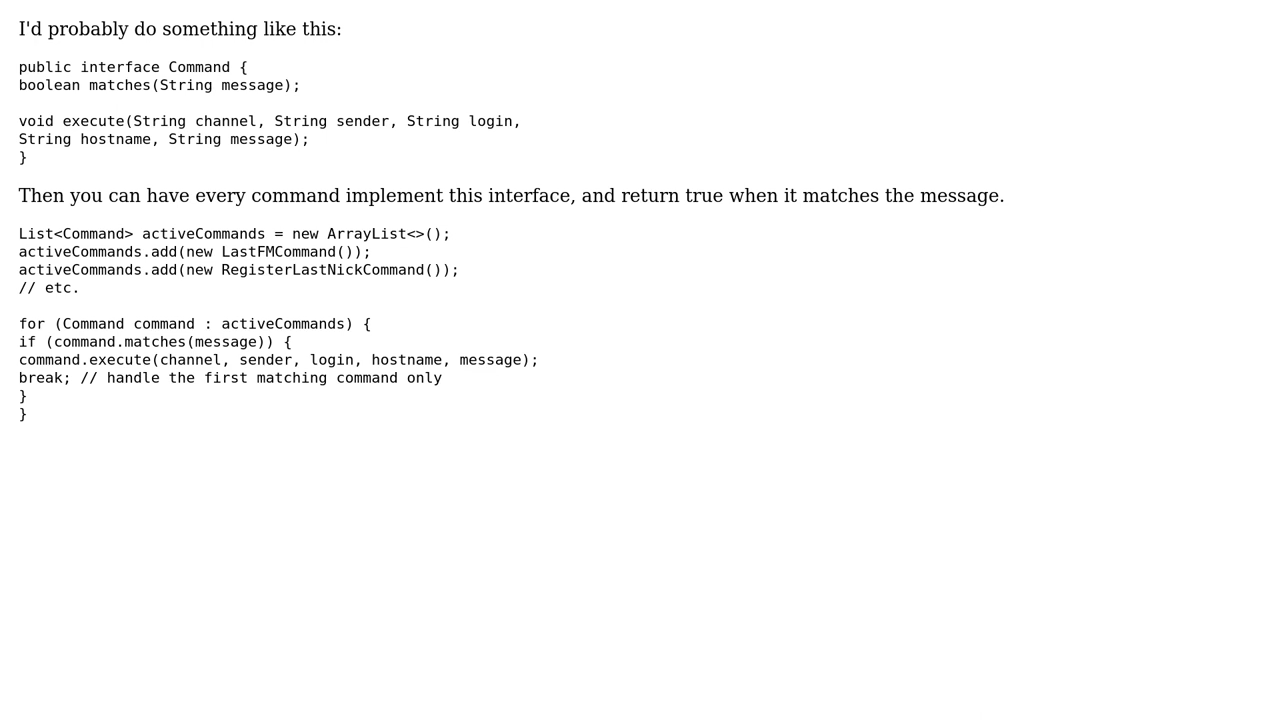 I'd probably do something like this:
public interface Command {
boolean matches(String message);
void execute(String channel, String sender, String login,
String hostname, String message);
}
Then you can have every command implement this interface, and return true when it matches the message.
List<Command> activeCommands = new ArrayList<>();
activeCommands.add(new LastFMCommand());
activeCommands.add(new RegisterLastNickCommand());
// etc.
for (Command command : activeCommands) {
if (command.matches(message)) {
command.execute(channel, sender, login, hostname, message);
break; // handle the first matching command only
}
}